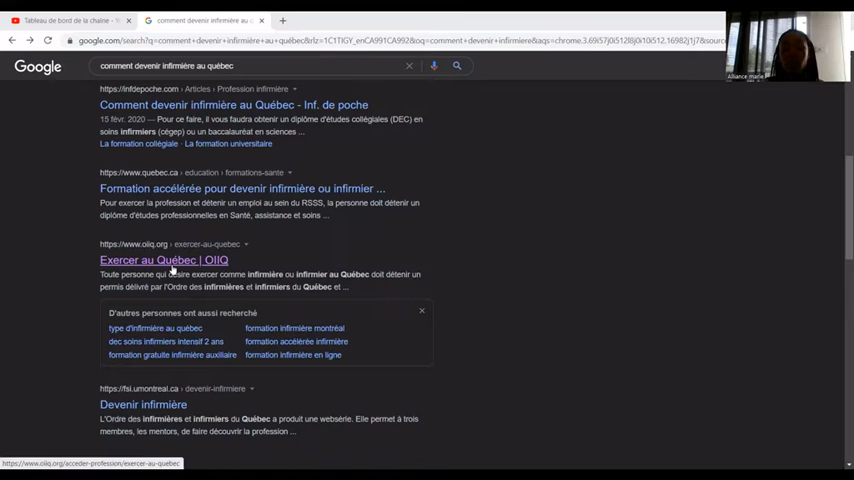 Tableau de bord de la chaîne -
comment devenir infirmière au q
google.com/search?q=comment+devenir+infirmière+au+québec&rlz=1C1TIGY_enCA991CA992&oq=comment+devenir+infirmiere+aqs=chrome.3.69i57j0i512l8j0i10i512.16982j1j7&sourc
Google
comment devenir infirmière au québec
Alliance marie
https://infdepoche.com › Articles › Profession infirmière
Comment devenir infirmière au Québec - Inf. de poche
15 févr. 2020 — Pour ce faire, il vous faudra obtenir un diplôme d'études collégiales (DEC) en
soins infirmiers (cégep) ou un baccalauréat en sciences ...
La formation collégiale · La formation universitaire
https://www.quebec.ca › education › formations-sante
Formation accélérée pour devenir infirmière ou infirmier ...
Pour exercer la profession et détenir un emploi au sein du RSSS, la personne doit détenir un
diplôme d'études professionnelles en Santé, assistance et soins ...
https://www.oiiq.org › exercer-au-quebec
Exercer au Québec | OIIQ
Toute personne qui désire exercer comme infirmière ou infirmier au Québec doit détenir un
permis délivré par l'Ordre des infirmières et infirmiers du Québec et ...
D'autres personnes ont aussi recherché
type d'infirmière au québec formation infirmière montréal
dec soins infirmiers intensif 2 ans formation accélérée infirmière
formation gratuite infirmière auxiliaire formation infirmière en ligne
https://fsi.umontreal.ca › devenir-infirmiere
Devenir infirmière
L'Ordre des infirmières et infirmiers du Québec a produit une websérie. Elle permet à trois
membres, les mentors, de faire découvrir la profession ...
https://www.oiiq.org/acceder-profession/exercer-au-quebec